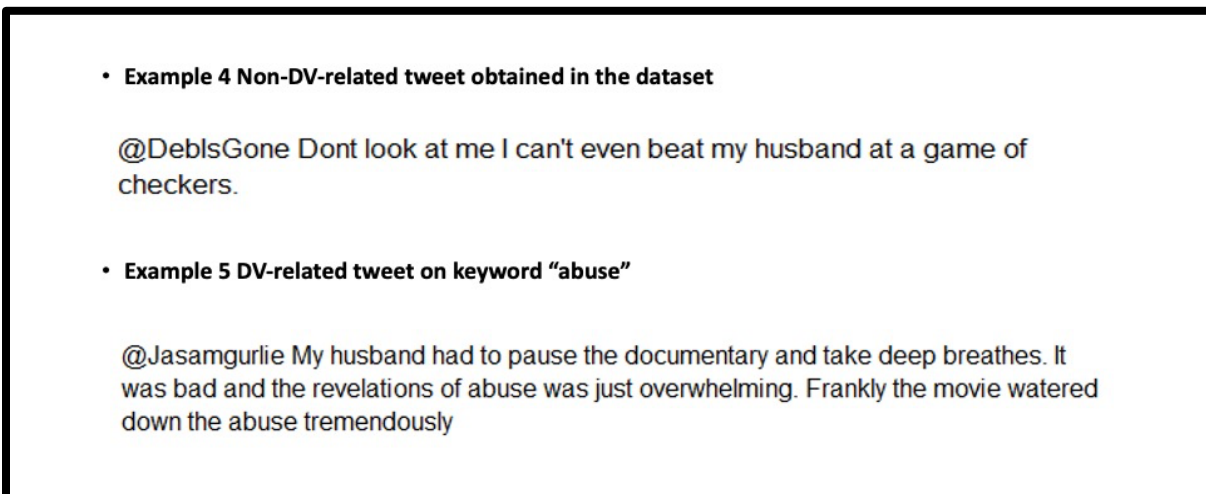 • Example 4 Non-DV-related tweet obtained in the dataset
@DebIsGone Dont look at me I can't even beat my husband at a game of
checkers.
• Example 5 DV-related tweet on keyword “abuse”
@Jasamgurlie My husband had to pause the documentary and take deep breathes. It
was bad and the revelations of abuse was just overwhelming. Frankly the movie watered
down the abuse tremendously